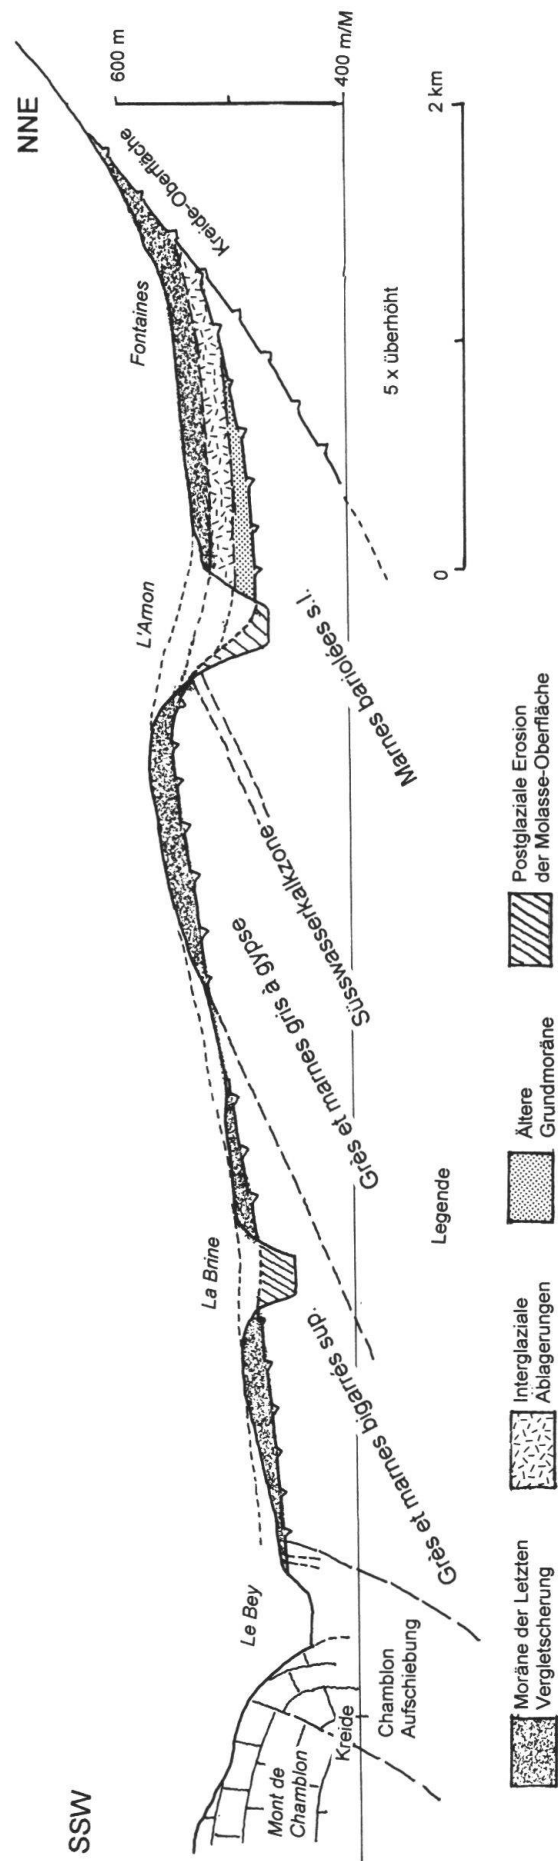 SSW
NNE
Le Bey
La Brine
L'Arnon
Fontaines
600 m
400 m/M
Kreide-Oberfläche
Mont de
Chamblon
Kreide
Chamblon
Aufschiebung
Grès et marnes bigarrés sup.
Grès et marnes gris à gypse
Süsswasserkalkzone
Marnes bariolées s.l.
5 x überhöht
0
2 km
Legende
Moräne der Letzten
Vergletscherung
Interglaziale
Ablagerungen
Ältere
Grundmoräne
Postglaziale Erosion
der Molasse-Oberfläche